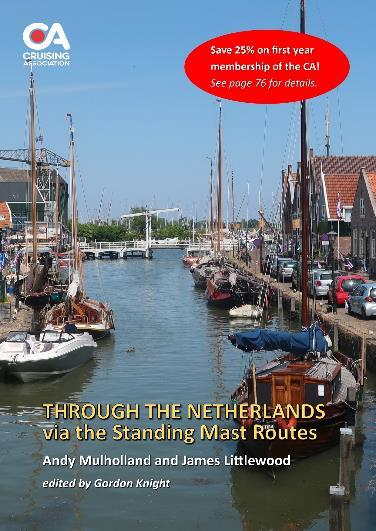 CA
CRUISING
ASSOCIATION
Save 25% on first year
membership of the CA!
See page 76 for details.
THROUGH THE NETHERLANDS
via the Standing Mast Routes
Andy Mulholland and James Littlewood
edited by Gordon Knight